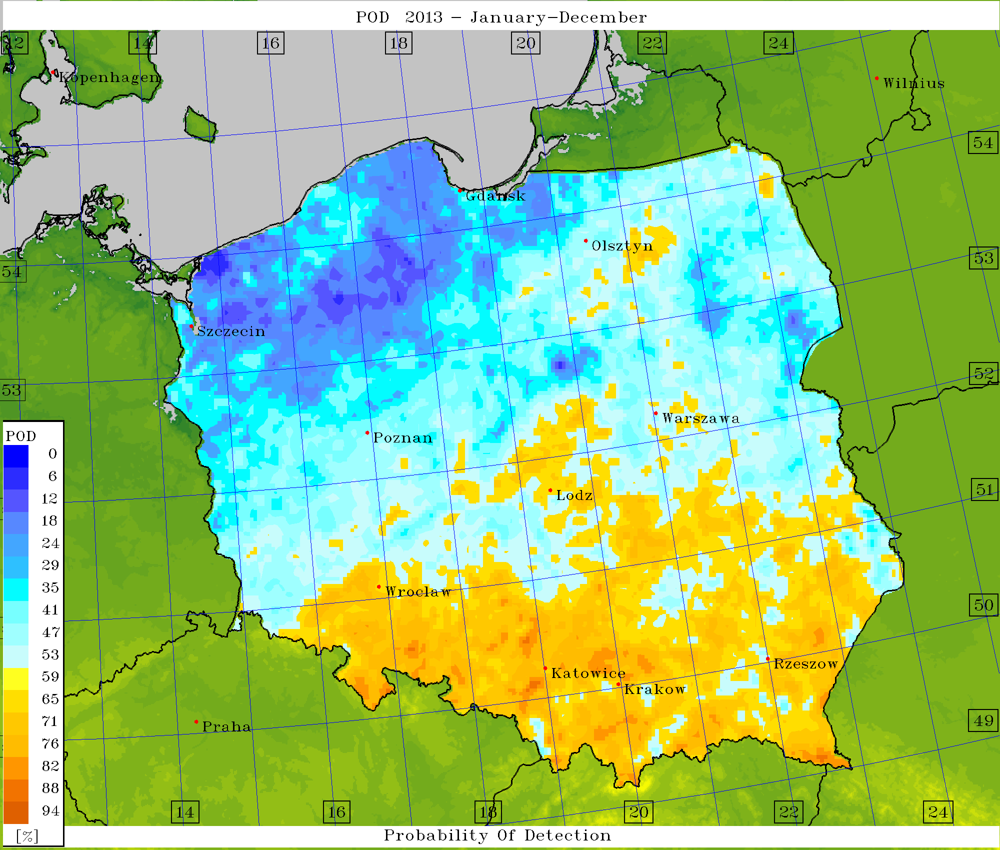 POD 2013 - January-December
12 14 16 18 20 22 24
Kopenhagen
Wilnius
54
Gdansk
Olsztyn
53
54
Szczecin
52
53
Warszawa
POD
Poznan
0
6
51
Lodz
12
18
24
29
35
Wroclaw
41
50
47
53
Rzeszow
59
Katowice
Krakow
65
71
49
Praha
76
82
88
94
14 16 18 20 22 24
[%]
Probability Of Detection